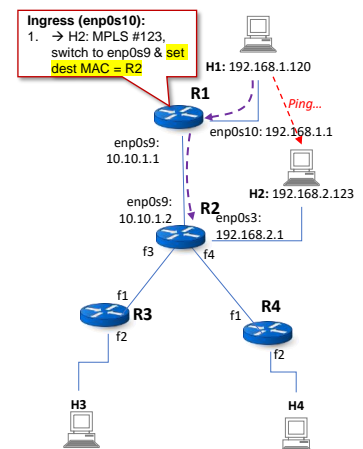 Ingress (enp0s10):
1. → H2: MPLS #123,
switch to enp0s9 & set
dest MAC = R2
H1: 192.168.1.120
R1
Ping...
enp0s10: 192.168.1.1
enp0s9:
10.10.1.1
H2: 192.168.2.123
enp0s9:
10.10.1.2
R2
enp0s3:
192.168.2.1
f3
f4
f1
R3
f2
f1
R4
f2
H3
H4